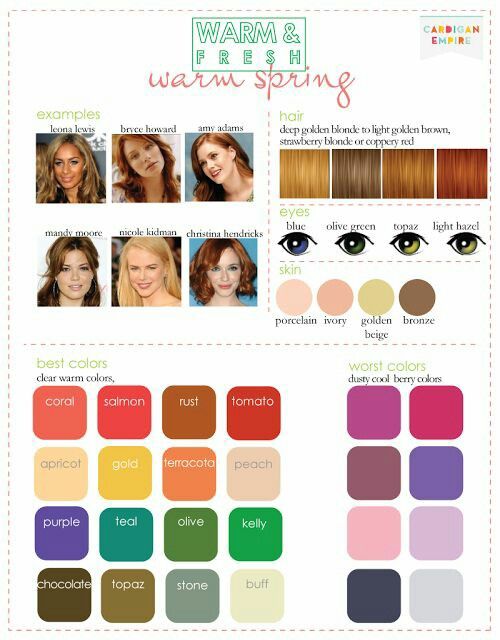 WARM &
FRESH
warm spring
CARDIGAN
EMPIRE
examples
leona lewis
bryce howard
amy adams
mandy moore
nicole kidman
christina hendricks
hair
deep golden blonde to light golden brown,
strawberry blonde or coppery red
eyes
blue
olive green
topaz
light hazel
skin
porcelain
ivory
golden
beige
bronze
best colors
clear warm colors,
coral
salmon
rust
tomato
apricot
gold
terracota
peach
purple
teal
olive
kelly
chocolate
topaz
stone
buff
worst colors
dusty cool berry colors